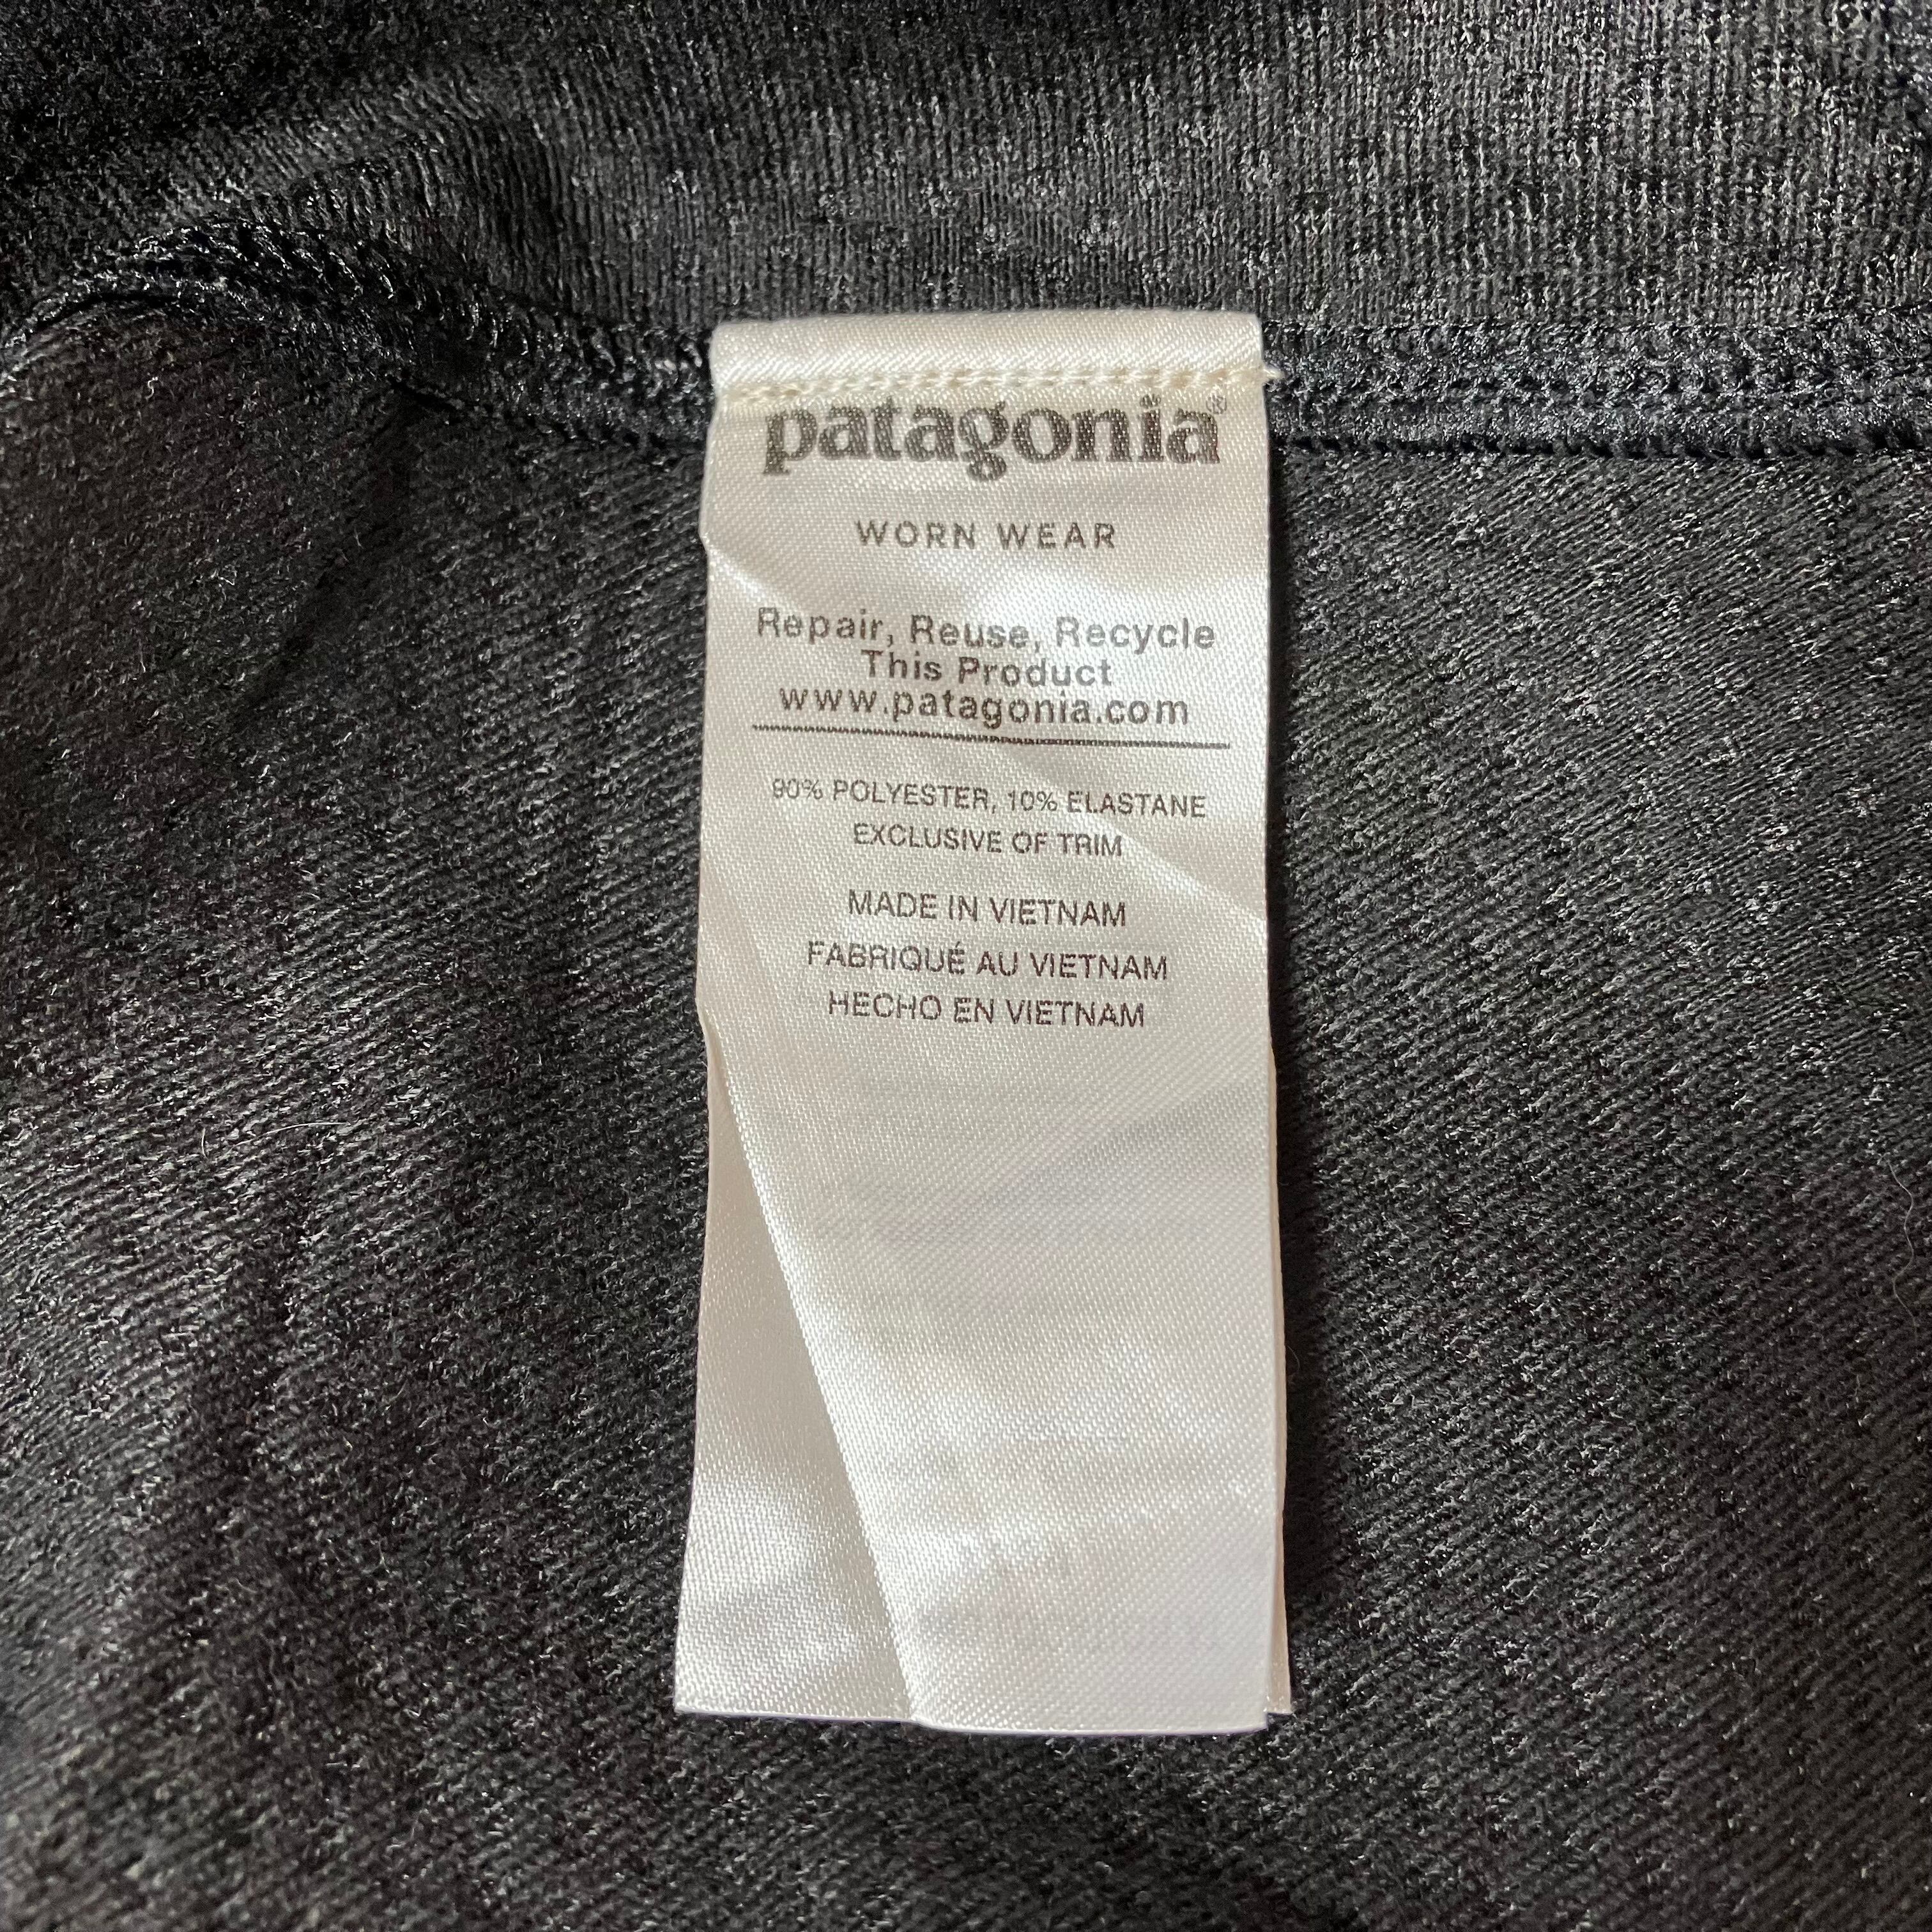 patagonia®
WORN WEAR
Repair, Reuse, Recycle
This Product
www.patagonia.com
90% POLYESTER, 10% ELASTANE
EXCLUSIVE OF TRIM
MADE IN VIETNAM
FABRIQUÉ AU VIETNAM
HECHO EN VIETNAM